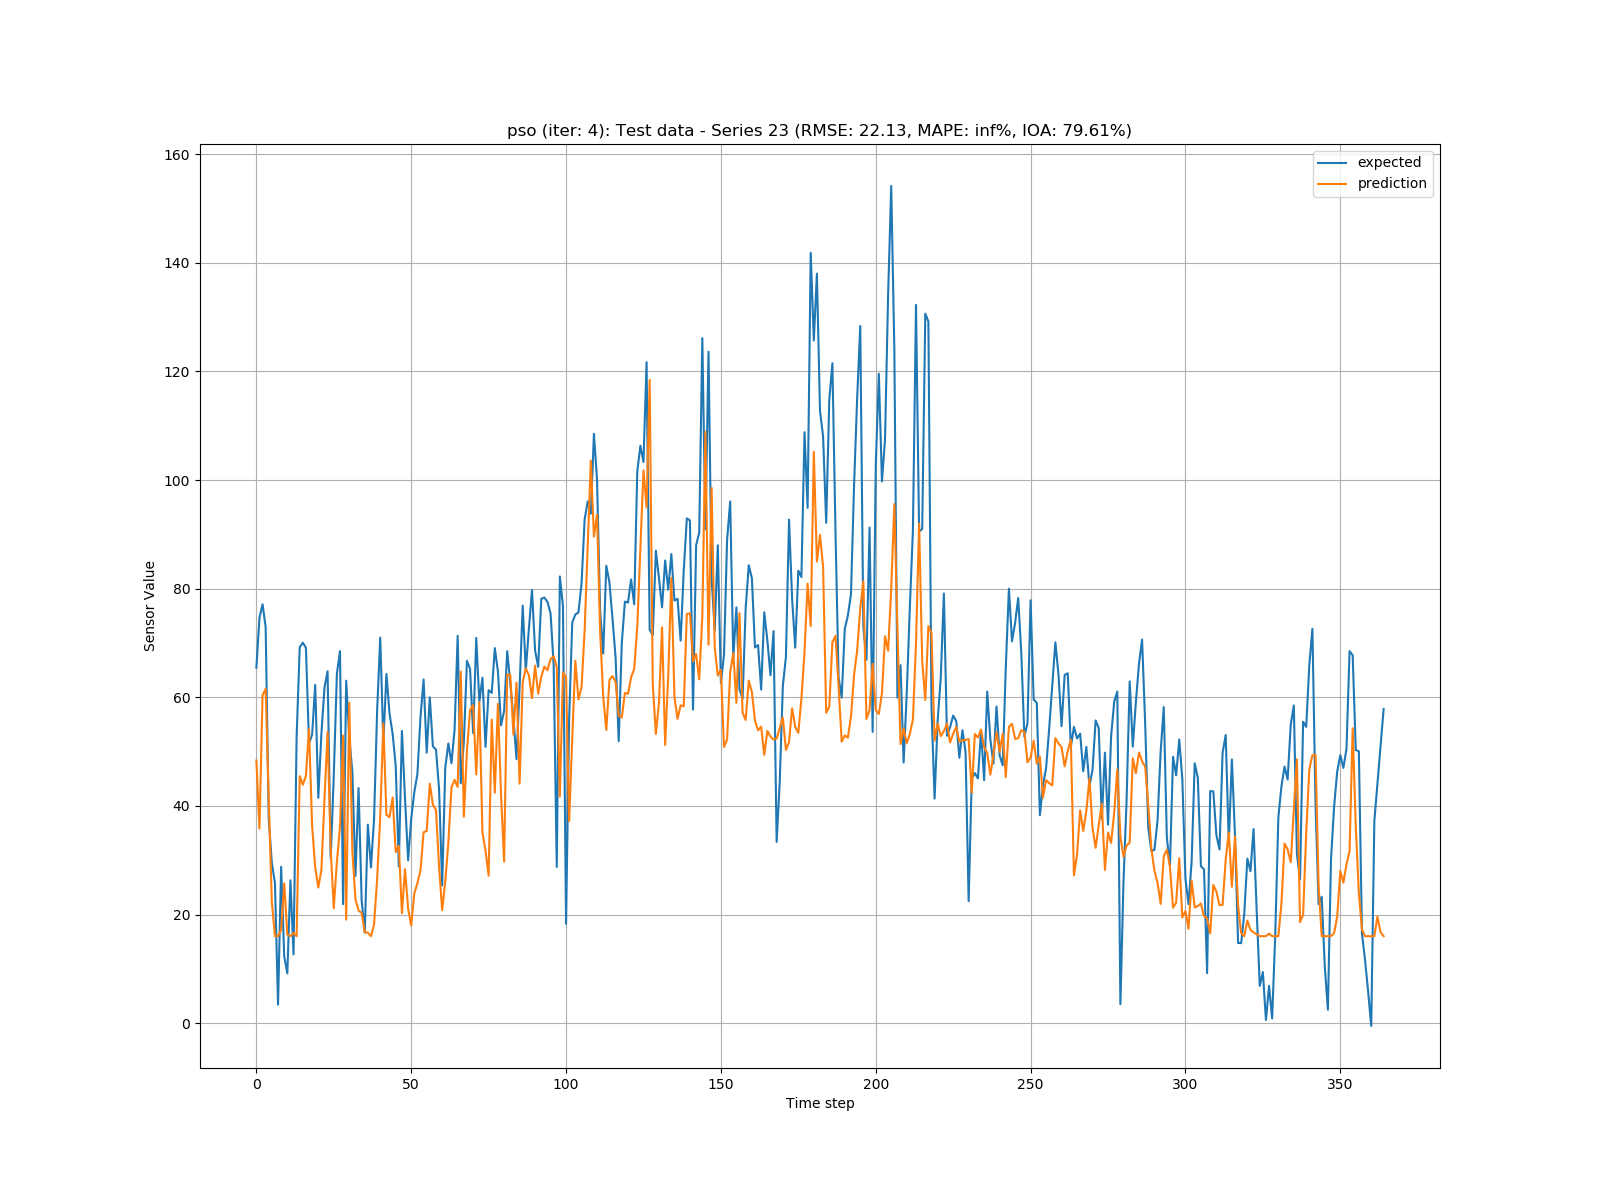 pso (iter: 4): Test data - Series 23 (RMSE: 22.13, MAPE: inf%, IOA: 79.61%)
expected
prediction
160
140
120
100
80
60
40
20
0
Sensor Value
0 50 100 150 200 250 300 350
Time step